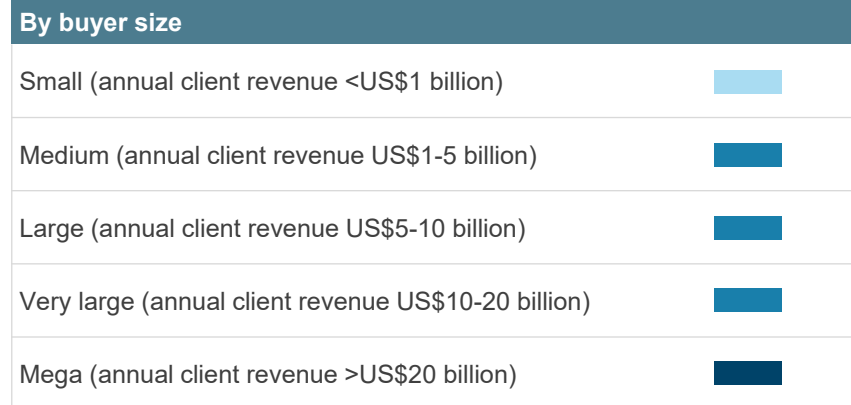 By buyer size
Small (annual client revenue <US$1 billion)
Medium (annual client revenue US$1-5 billion)
Large (annual client revenue US$5-10 billion)
Very large (annual client revenue US$10-20 billion)
Mega (annual client revenue >US$20 billion)